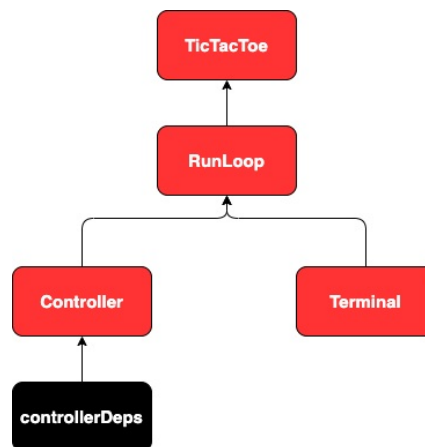 TicTacToe
RunLoop
Controller
Terminal
controllerDeps